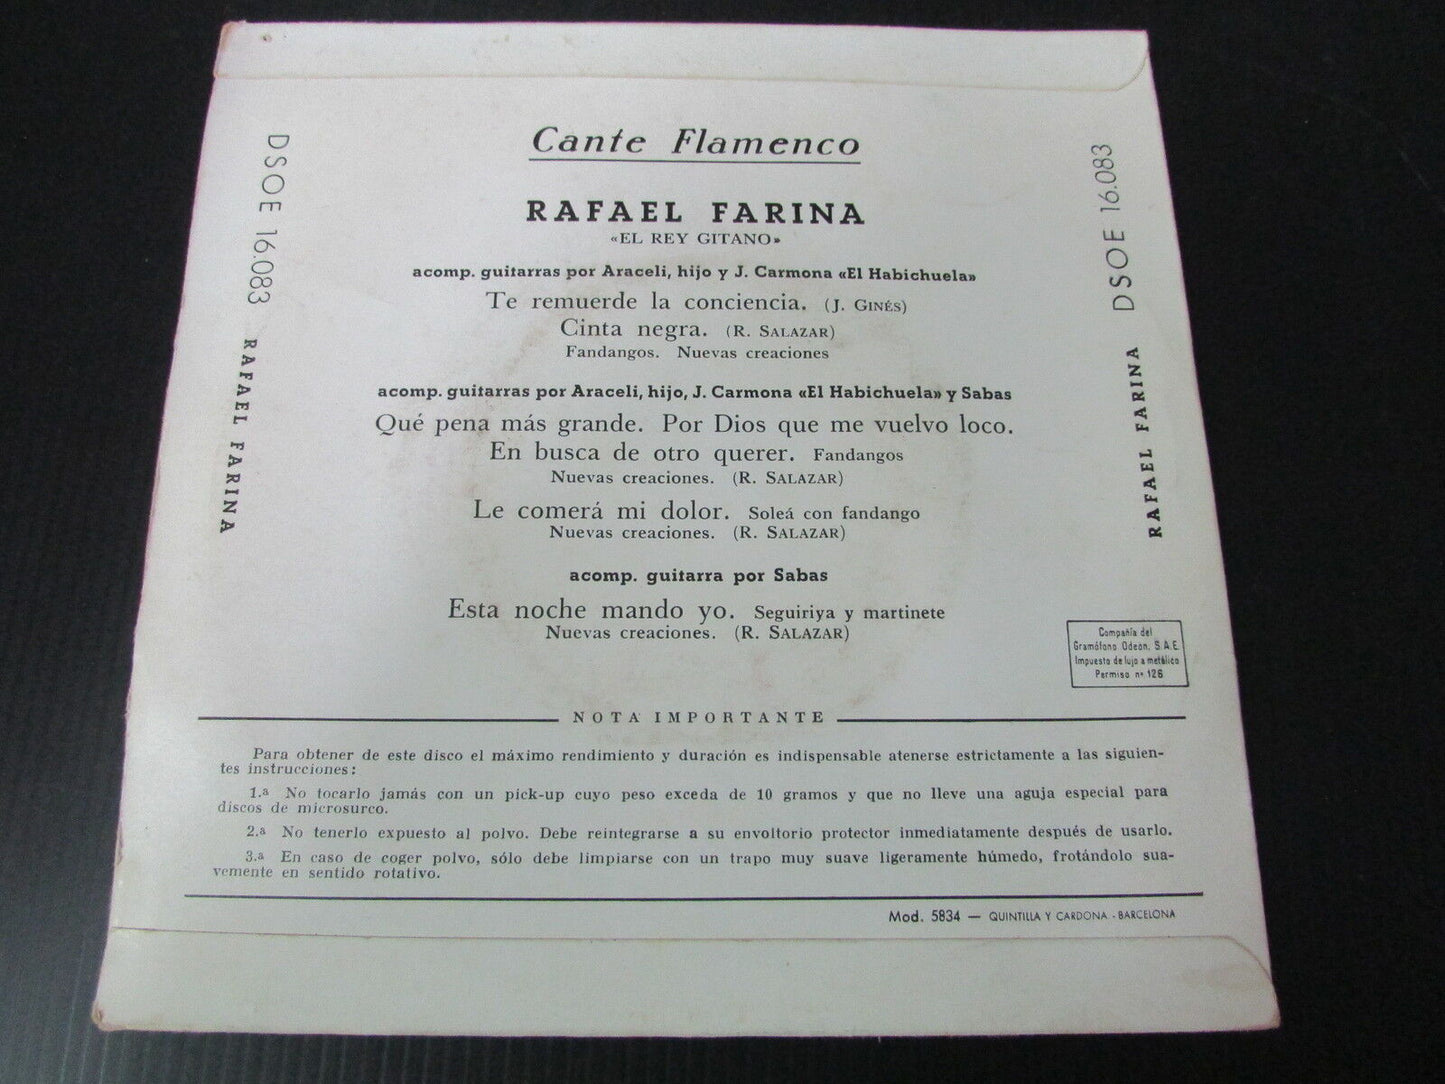 Cante Flamenco
RAFAEL FARINA
«EL REY GITANO»
acomp. guitarras por Araceli, hijo y J. Carmona «El Habichuela»
Te remuerde la conciencia. (J. GINÉS)
Cinta negra. (R. SALAZAR)
Fandangos. Nuevas creaciones
acomp. guitarras por Araceli, hijo, J. Carmona «El Habichuela» y Sabas
Qué pena más grande. Por Dios que me vuelvo loco.
En busca de otro querer. Fandangos
Nuevas creaciones. (R. SALAZAR)
Le comerá mi dolor. Soleá con fandango
Nuevas creaciones. (R. SALAZAR)
acomp. guitarra por Sabas
Esta noche mando yo. Seguiriya y martinete
Nuevas creaciones. (R. SALAZAR)
DSOE 16.083 RAFAEL FARINA
DSOE 16.083 RAFAEL FARINA
Compañía del
Gramófono Odeón, S.A.E.
Impuesto de lujo a metálico
Permiso nº 126
NOTA IMPORTANTE
Para obtener de este disco el máximo rendimiento y duración es indispensable atenerse estrictamente a las siguien-
tes instrucciones:
1.ª No tocarlo jamás con un pick-up cuyo peso exceda de 10 gramos y que no lleve una aguja especial para
discos de microsurco.
2.ª No tenerlo expuesto al polvo. Debe reintegrarse a su envoltorio protector inmediatamente después de usarlo.
3.ª En caso de coger polvo, sólo debe limpiarse con un trapo muy suave ligeramente húmedo, frotándolo sua-
vemente en sentido rotativo.
Mod. 5834 — QUINTILLA Y CARDONA - BARCELONA